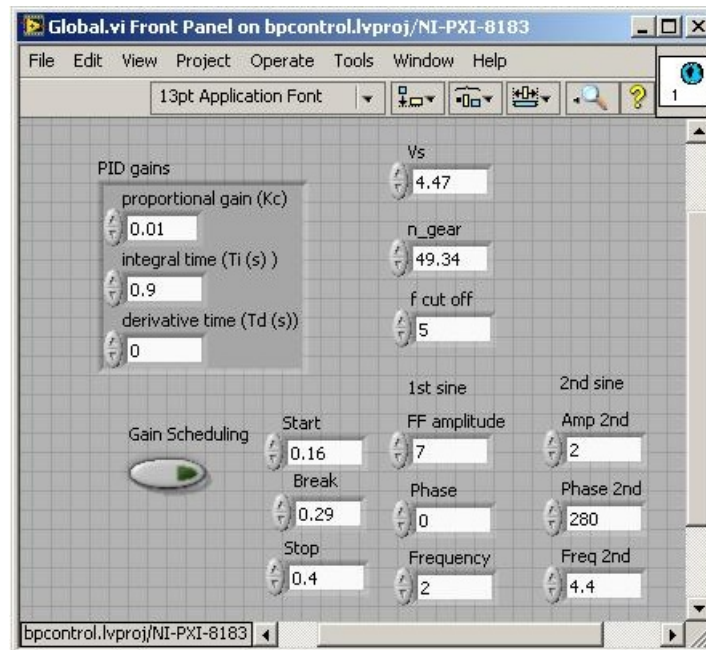 Global.vi Front Panel on bpcontrol.lvproj/NI-PXI-8183
File Edit View Project Operate Tools Window Help
13pt Application Font
1
PID gains
proportional gain (Kc)
0.01
integral time (Ti (s) )
0.9
derivative time (Td (s))
0
Vs
4.47
n_gear
49.34
f cut off
5
Gain Scheduling
Start
0.16
Break
0.29
Stop
0.4
1st sine
FF amplitude
7
Phase
0
Frequency
2
2nd sine
Amp 2nd
2
Phase 2nd
280
Freq 2nd
4.4
bpcontrol.lvproj/NI-PXI-8183